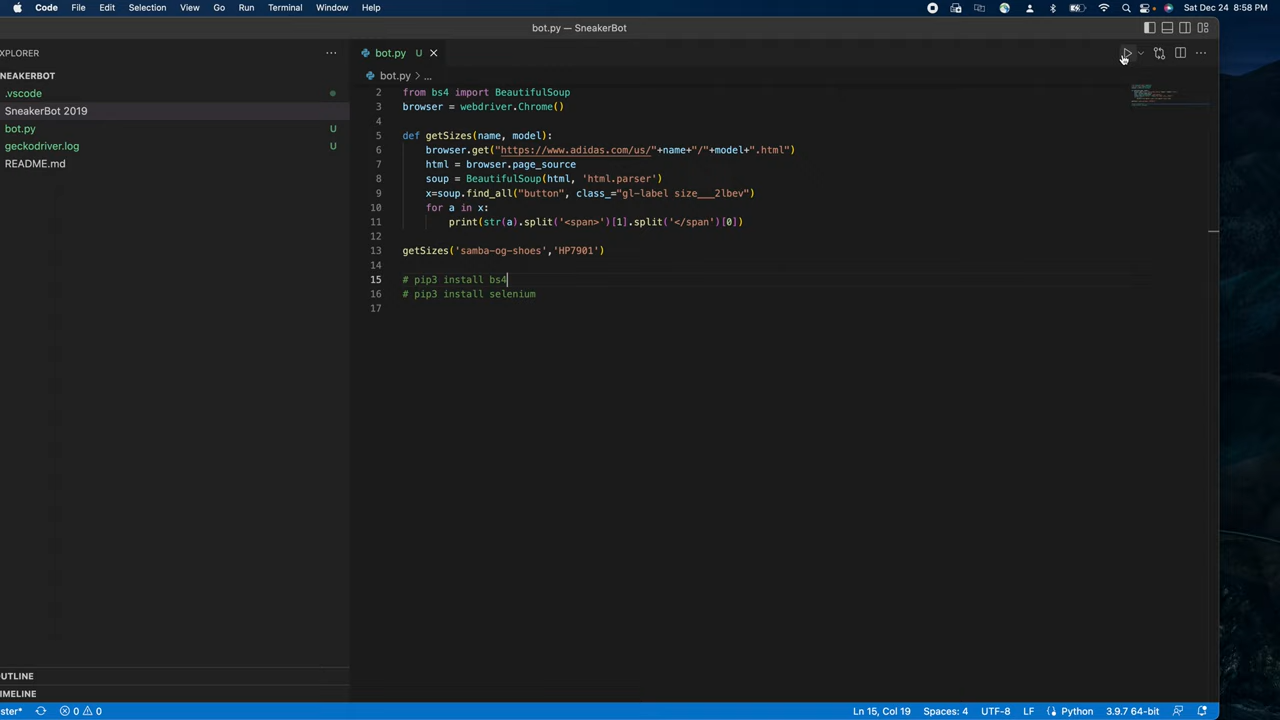 Code File Edit Selection View Go Run Terminal Window Help Sat Dec 24 8:58 PM
bot.py — SneakerBot
XPLORER ···
bot.py U ×
NEAKERBOT
bot.py > ...
.vscode
SneakerBot 2019
bot.py U
geckodriver.log U
README.md
2 from bs4 import BeautifulSoup
3 browser = webdriver.Chrome()
4
5 def getSizes(name, model):
6 browser.get("https://www.adidas.com/us/"+name+"/"+model+".html")
7 html = browser.page_source
8 soup = BeautifulSoup(html, 'html.parser')
9 x=soup.find_all("button", class_="gl-label size___2lbev")
10 for a in x:
11 print(str(a).split('<span>')[1].split('</span')[0])
12
13 getSizes('samba-og-shoes','HP7901')
14
15 # pip3 install bs4
16 # pip3 install selenium
17
UTLINE
IMELINE
ster* 0 0 Ln 15, Col 19 Spaces: 4 UTF-8 LF Python 3.9.7 64-bit